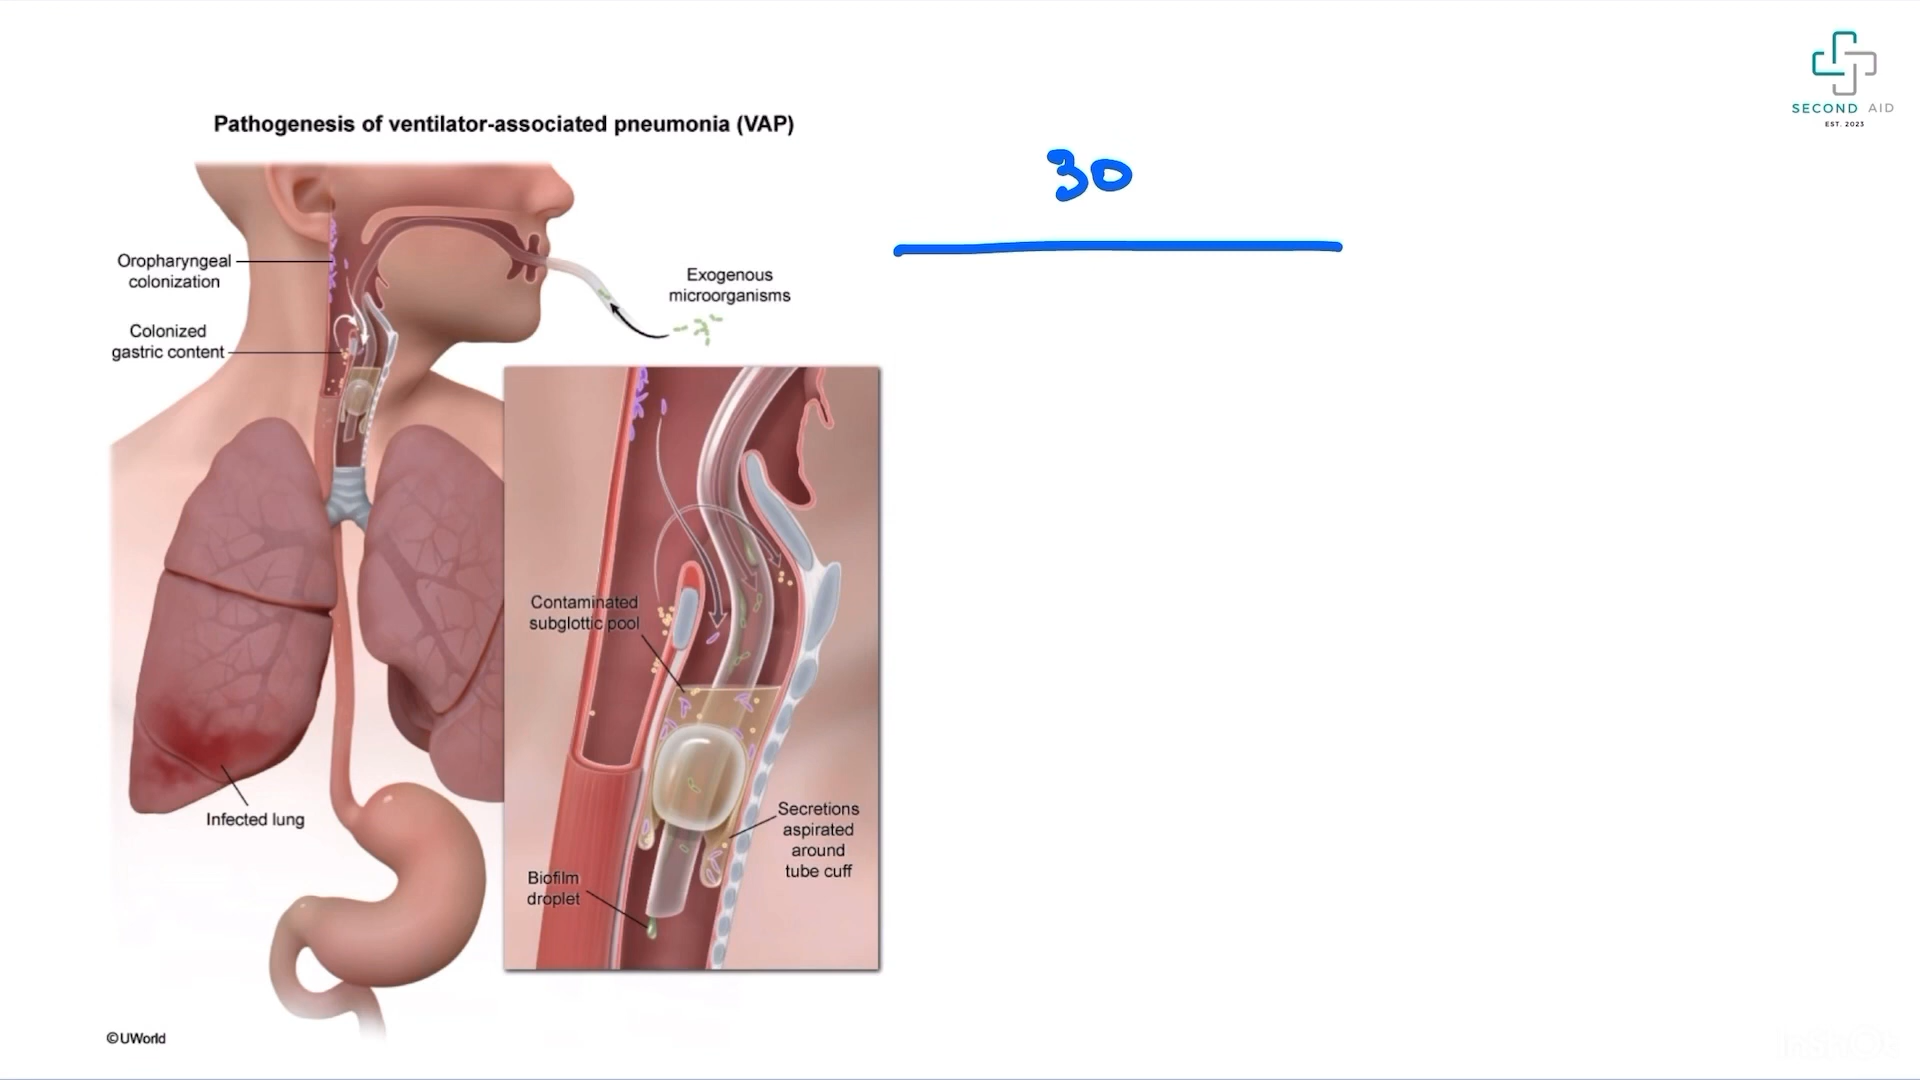 SECOND AID
EST. 2023
Pathogenesis of ventilator-associated pneumonia (VAP)
30
Oropharyngeal
colonization
Exogenous
microorganisms
Colonized
gastric content
Contaminated
subglottic pool
Infected lung
Secretions
aspirated
around
tube cuff
Biofilm
droplet
©UWorld